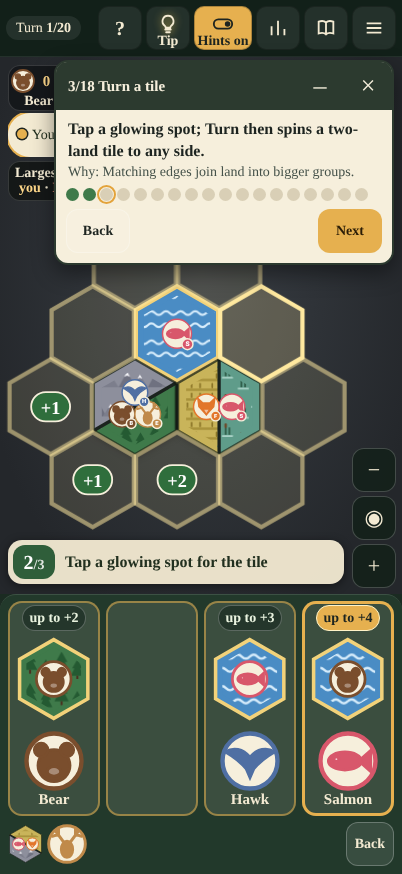 Turn 1/20
?
Tip
Hints on
0
Bear
You
Larges
you ·
3/18 Turn a tile
Tap a glowing spot; Turn then spins a two-
land tile to any side.
Why: Matching edges join land into bigger groups.
Back
Next
S
+1
H
B
E
F
S
+1
+2
2/3
Tap a glowing spot for the tile
up to +2
up to +3
up to +4
Bear
Hawk
Salmon
Back